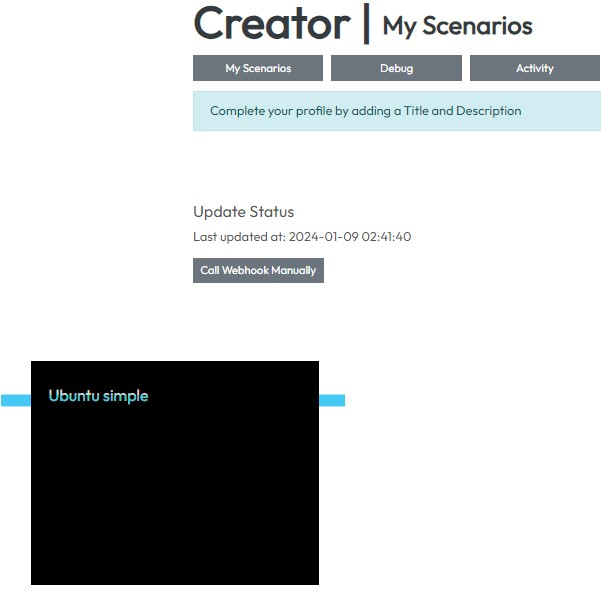 Creator | My Scenarios
My Scenarios Debug Activity
Complete your profile by adding a Title and Description
Update Status
Last updated at: 2024-01-09 02:41:40
Call Webhook Manually
Ubuntu simple